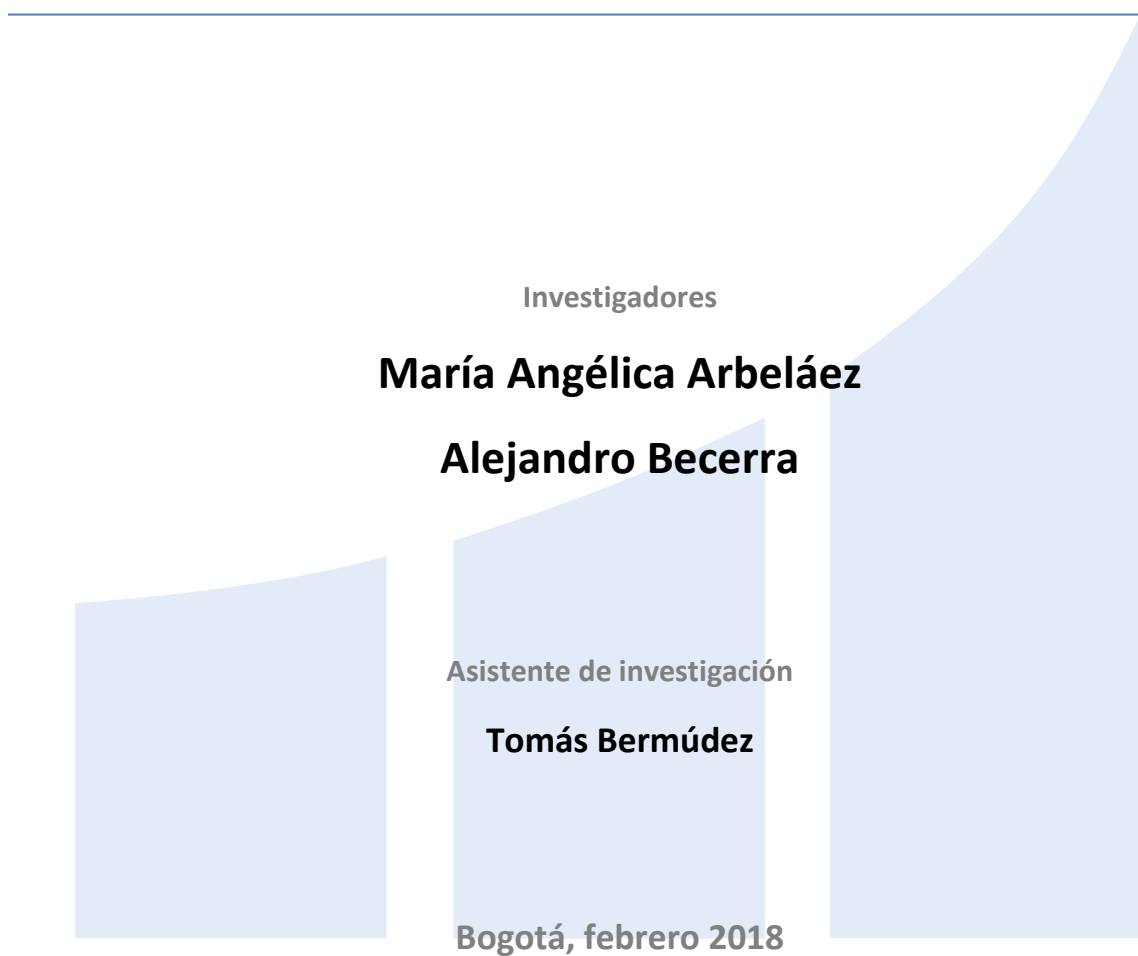 Investigadores
María Angélica Arbeláez
Alejandro Becerra
Asistente de investigación
Tomás Bermúdez
Bogotá, febrero 2018